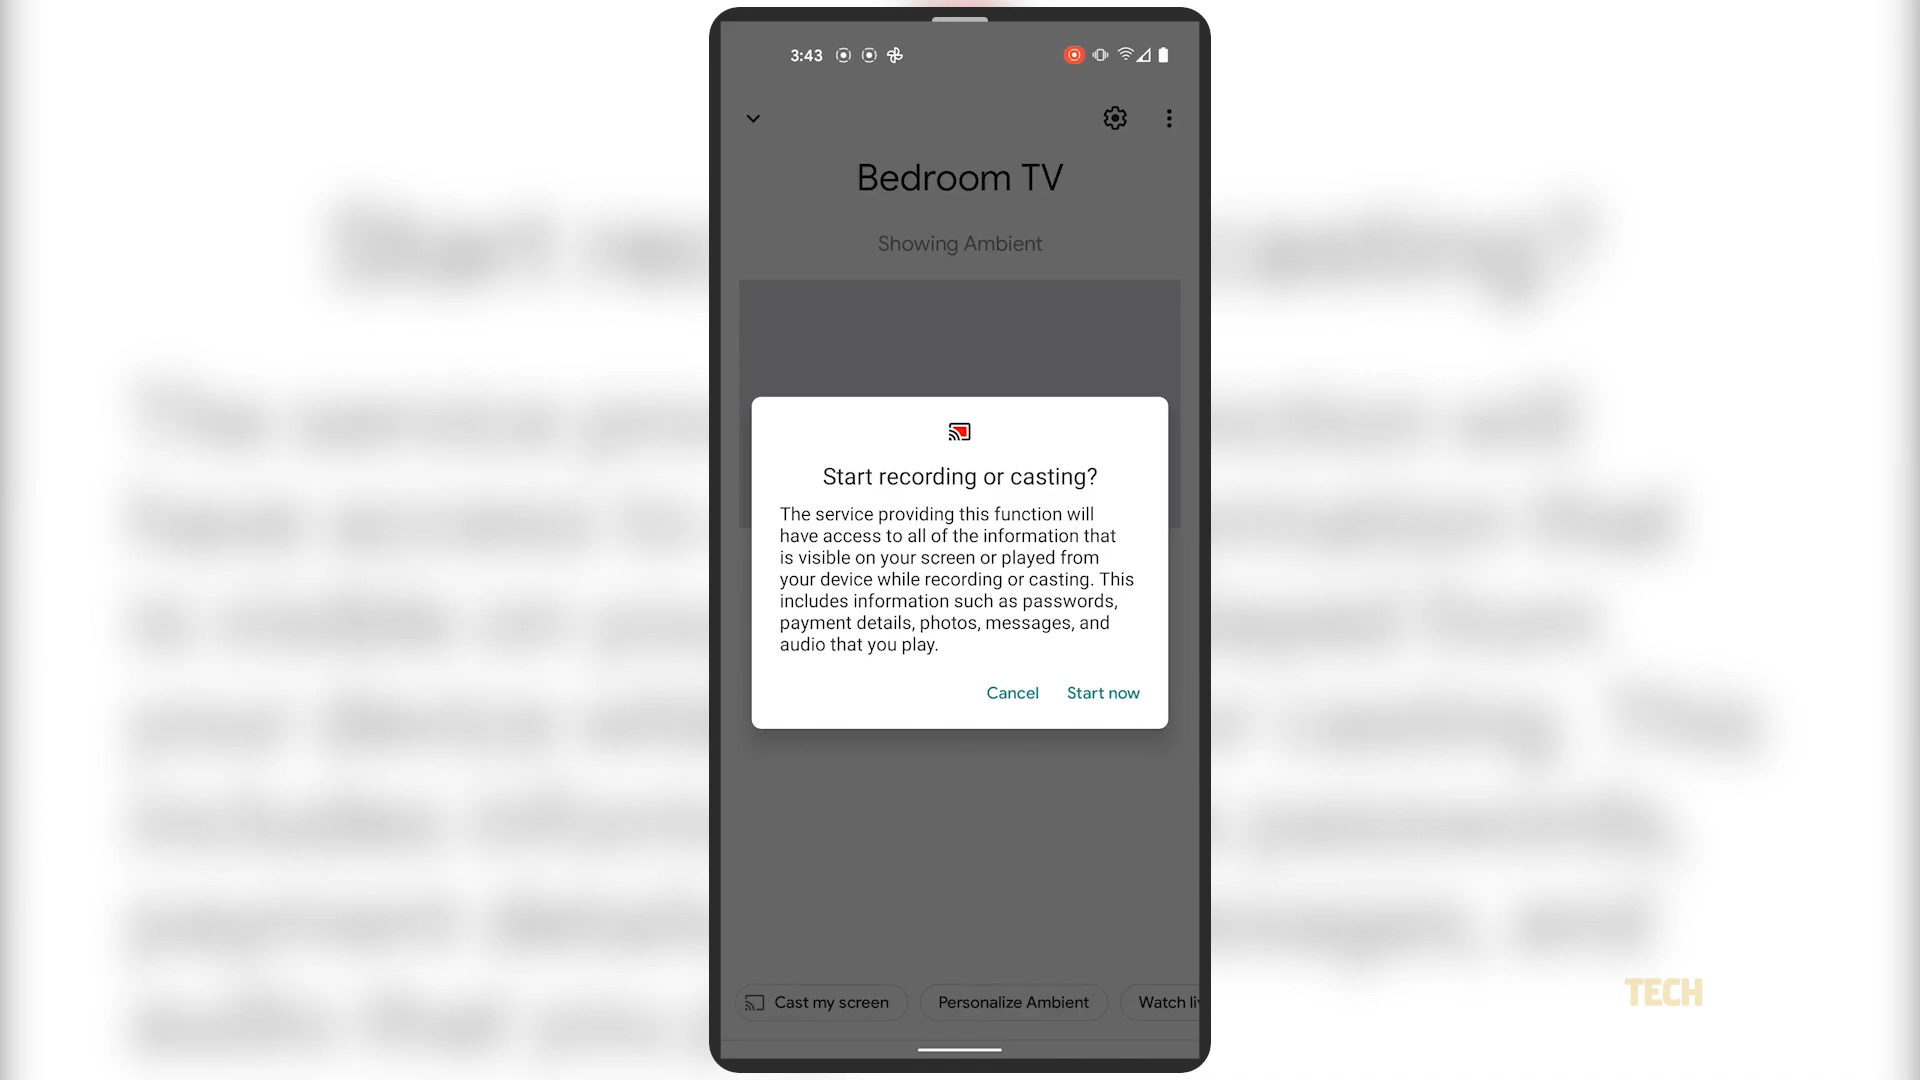 3:43
Bedroom TV
Showing Ambient
Start recording or casting?
The service providing this function will
have access to all of the information that
is visible on your screen or played from
your device while recording or casting. This
includes information such as passwords,
payment details, photos, messages, and
audio that you play.
Cancel Start now
Cast my screen Personalize Ambient Watch li
TECH